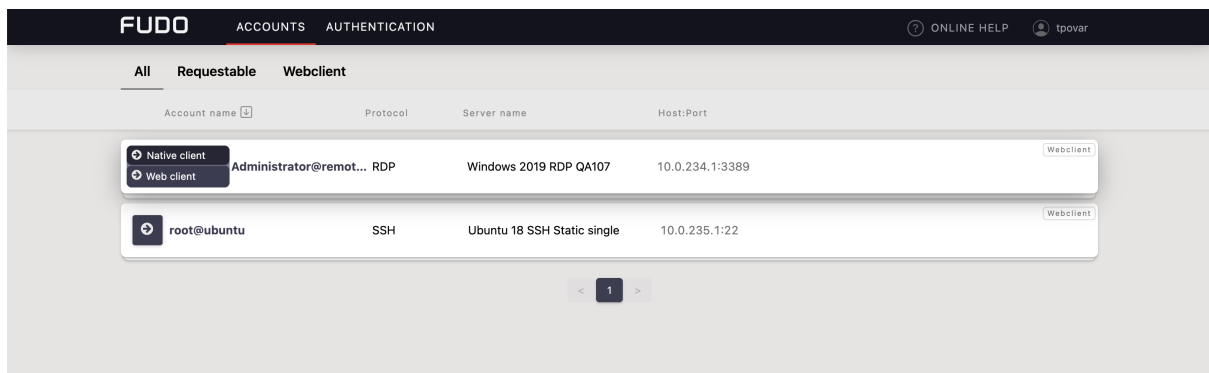 FUDO ACCOUNTS AUTHENTICATION ? ONLINE HELP tpovar
All Requestable Webclient
Account name Protocol Server name Host:Port
Webclient
Native client
Web client
Administrator@remot... RDP Windows 2019 RDP QA107 10.0.234.1:3389
Webclient
root@ubuntu SSH Ubuntu 18 SSH Static single 10.0.235.1:22
< 1 >